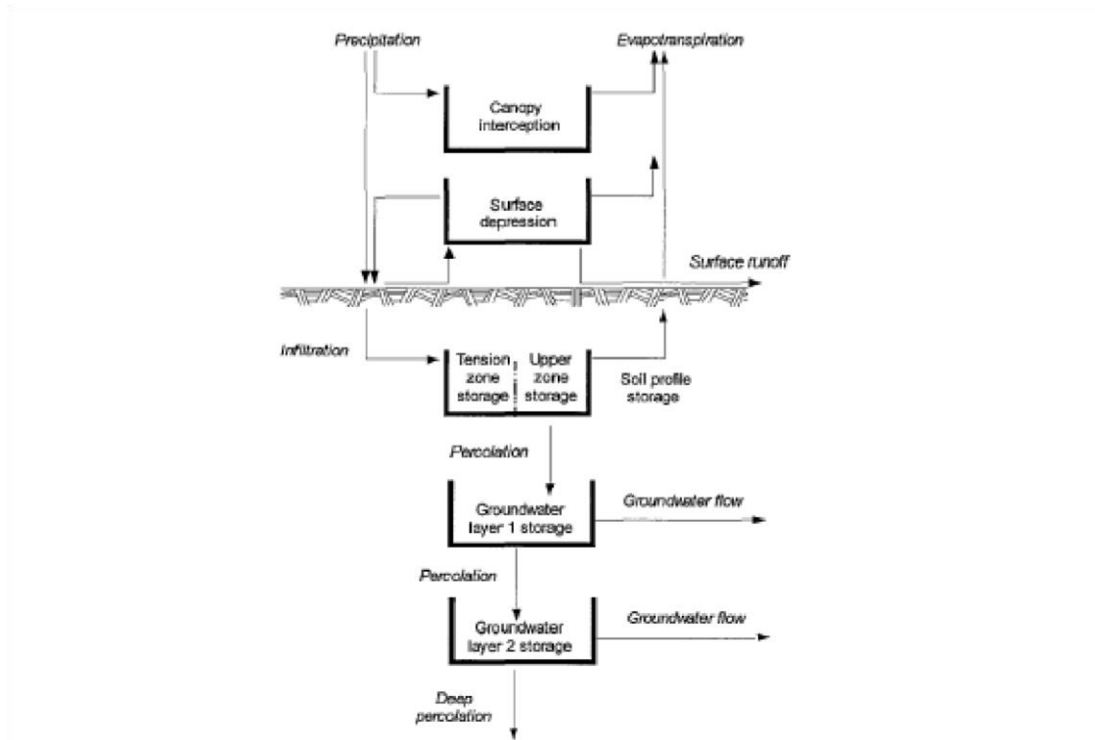 Precipitation
Evapotranspiration
Canopy
interception
Surface
depression
Surface runoff
Infiltration
Tension
zone
storage
Upper
zone
storage
Soil profile
storage
Percolation
Groundwater
layer 1 storage
Groundwater flow
Percolation
Groundwater
layer 2 storage
Groundwater flow
Deep
percolation